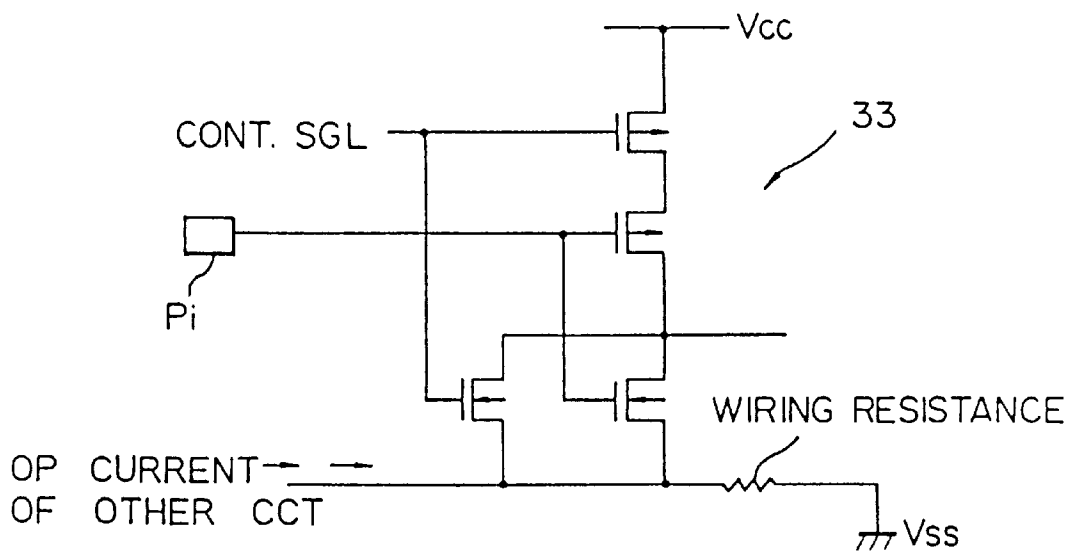 Vcc
33
CONT. SGL
Pi
WIRING RESISTANCE
OP CURRENT
OF OTHER CCT
Vss